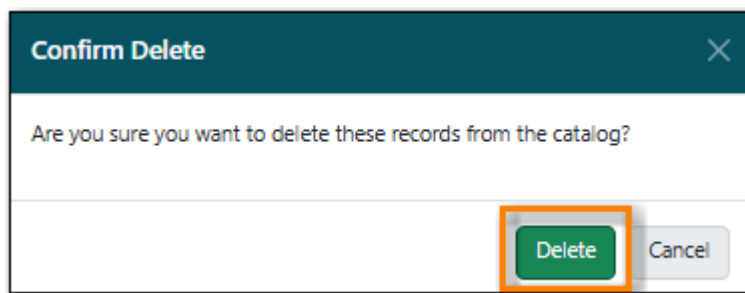 Confirm Delete
Are you sure you want to delete these records from the catalog?
Delete Cancel